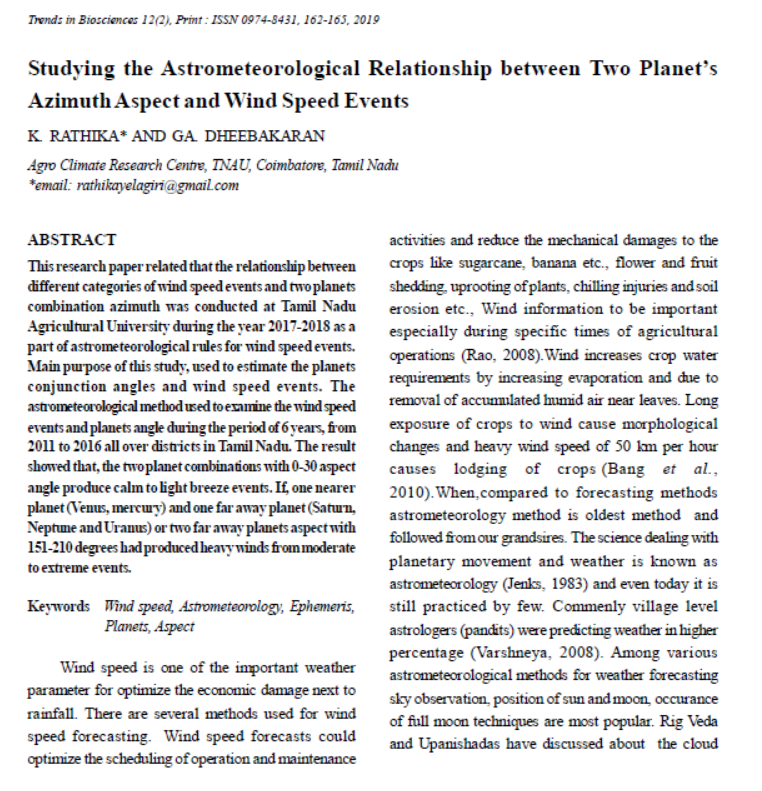 Trends in Biosciences 12(2), Print : ISSN 0974-8431, 162-165, 2019
Studying the Astrometeorological Relationship between Two Planet's
Azimuth Aspect and Wind Speed Events
K. RATHIKA* AND GA. DHEEBAKARAN
Agro Climate Research Centre, TNAU, Coimbatore, Tamil Nadu
*email: rathikayelagiri@gmail.com
ABSTRACT
This research paper related that the relationship between
different categories of wind speed events and two planets
combination azimuth was conducted at Tamil Nadu
Agricultural University during the year 2017-2018 as a
part of astrometeorological rules for wind speed events.
Main purpose of this study, used to estimate the planets
conjunction angles and wind speed events. The
astrometeorological method used to examine the wind speed
events and planets angle during the period of 6 years, from
2011 to 2016 all over districts in Tamil Nadu. The result
showed that, the two planet combinations with 0-30 aspect
angle produce calm to light breeze events. If, one nearer
planet (Venus, mercury) and one far away planet (Saturn,
Neptune and Uranus) or two far away planets aspect with
151-210 degrees had produced heavy winds from moderate
to extreme events.
Keywords Wind speed, Astrometeorology, Ephemeris,
Planets, Aspect
Wind speed is one of the important weather
parameter for optimize the economic damage next to
rainfall. There are several methods used for wind
speed forecasting. Wind speed forecasts could
optimize the scheduling of operation and maintenance
activities and reduce the mechanical damages to the
crops like sugarcane, banana etc., flower and fruit
shedding, uprooting of plants, chilling injuries and soil
erosion etc., Wind information to be important
especially during specific times of agricultural
operations (Rao, 2008).Wind increases crop water
requirements by increasing evaporation and due to
removal of accumulated humid air near leaves. Long
exposure of crops to wind cause morphological
changes and heavy wind speed of 50 km per hour
causes lodging of crops (Bang et al.,
2010).When,compared to forecasting methods
astrometeorology method is oldest method and
followed from our grandsires. The science dealing with
planetary movement and weather is known as
astrometeorology (Jenks, 1983) and even today it is
still practiced by few. Commenly village level
astrologers (pandits) were predicting weather in higher
percentage (Varshneya, 2008). Among various
astrometeorological methods for weather forecasting
sky observation, position of sun and moon, occurance
of full moon techniques are most popular. Rig Veda
and Upanishadas have discussed about the cloud